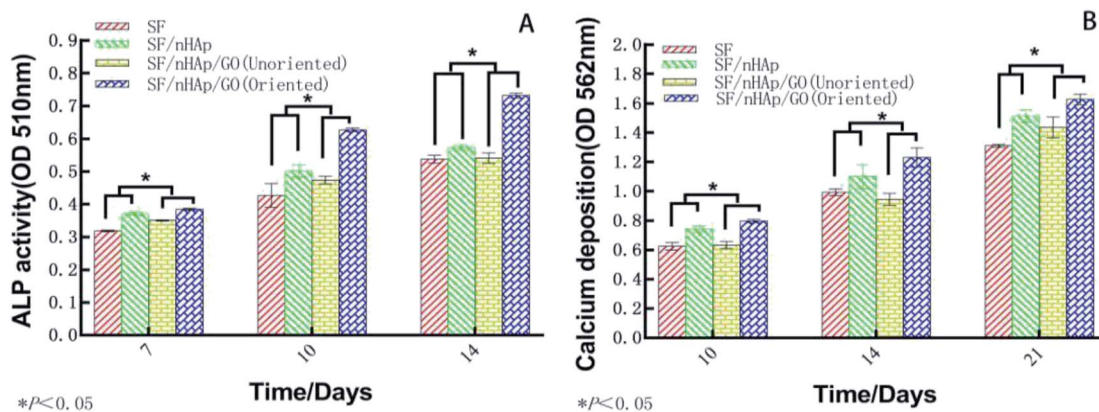 A
SF
SF/nHAp
SF/nHAp/GO(Unoriented)
SF/nHAp/GO(Oriented)
ALP activity(OD 510nm)
0.9
0.8
0.7
0.6
0.5
0.4
0.3
0.2
0.1
0.0
*
*
*
7
10
14
Time/Days
*P<0.05
B
SF
SF/nHAp
SF/nHAp/GO(Unoriented)
SF/nHAp/GO(Oriented)
Calcium deposition(OD 562nm)
2.0
1.8
1.6
1.4
1.2
1.0
0.8
0.6
0.4
0.2
0.0
*
*
*
10
14
21
Time/Days
*P<0.05